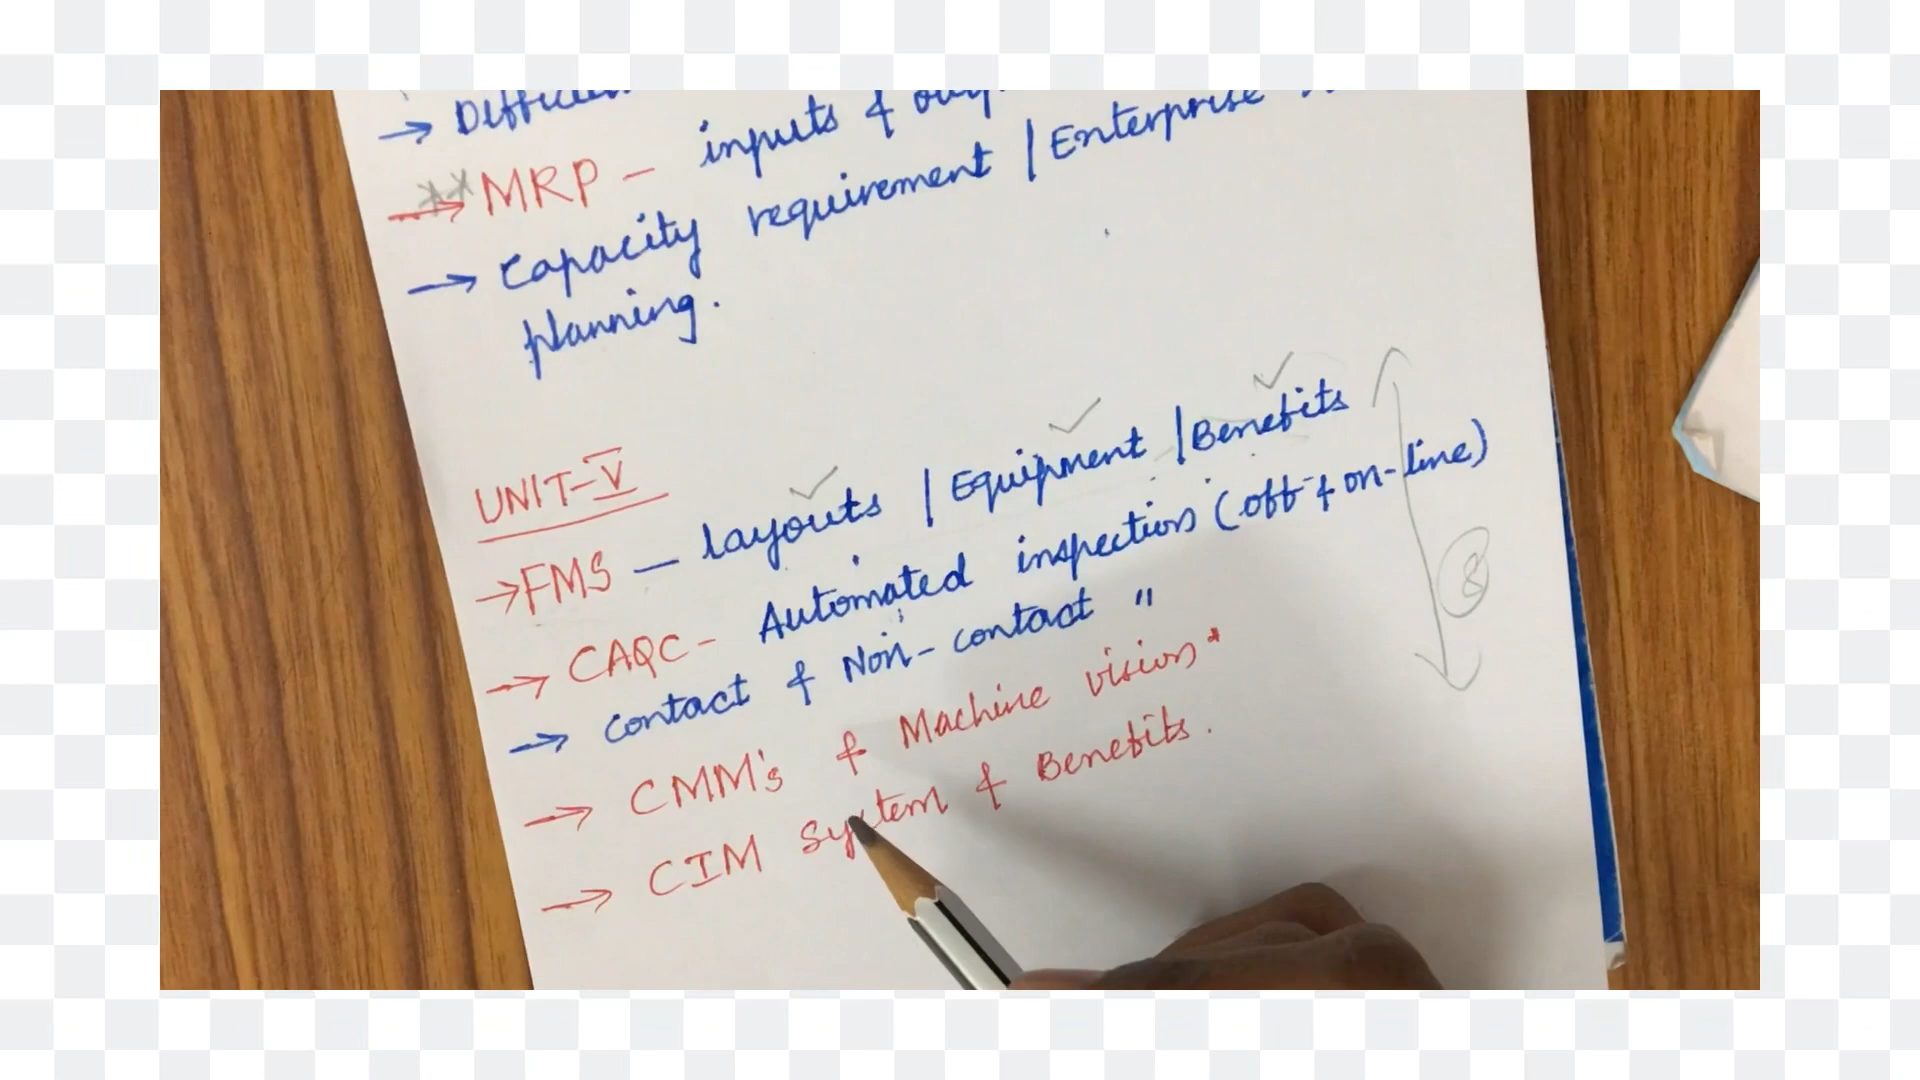 →
→ MRP - inputs &
→ Capacity requirement | Enterprise
planning.
UNIT-V
→ FMS — layouts | Equipment | Benefits
→ CAQC - Automated inspection (off & on-line)
→ contact & Non-contact "
→ CMM's & Machine vision
→ CIM System & Benefits.
8